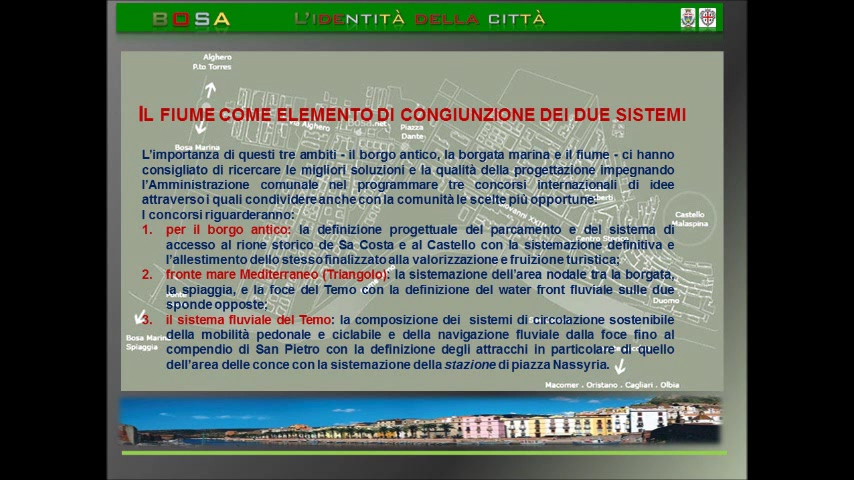 BOSA L'IDENTITÀ DELLA CITTÀ
Alghero
P.to Torres
IL FIUME COME ELEMENTO DI CONGIUNZIONE DEI DUE SISTEMI
Via Alghero
Bosa.net
Piazza
Dante
Bosa Marina
L'importanza di questi tre ambiti - il borgo antico, la borgata marina e il fiume - ci hanno
consigliato di ricercare le migliori soluzioni e la qualità della progettazione impegnando
l'Amministrazione comunale nel programmare tre concorsi internazionali di idee
attraverso i quali condividere anche con la comunità le scelte più opportune.
I concorsi riguarderanno:
Giovanni XXIII
Castello
Malaspina
1. per il borgo antico: la definizione progettuale del parcamento e del sistema di
accesso al rione storico de Sa Costa e al Castello con la sistemazione definitiva e
l'allestimento dello stesso finalizzato alla valorizzazione e fruizione turistica;
Centro Storico
2. fronte mare Mediterraneo (Triangolo): la sistemazione dell'area nodale tra la borgata,
la spiaggia, e la foce del Temo con la definizione del water front fluviale sulle due
sponde opposte;
Duomo
3. il sistema fluviale del Temo: la composizione dei sistemi di circolazione sostenibile
della mobilità pedonale e ciclabile e della navigazione fluviale dalla foce fino al
compendio di San Pietro con la definizione degli attracchi in particolare di quello
dell'area delle conce con la sistemazione della stazione di piazza Nassyria.
Bosa Marina
Spiaggia
Macomer . Oristano . Cagliari . Olbia